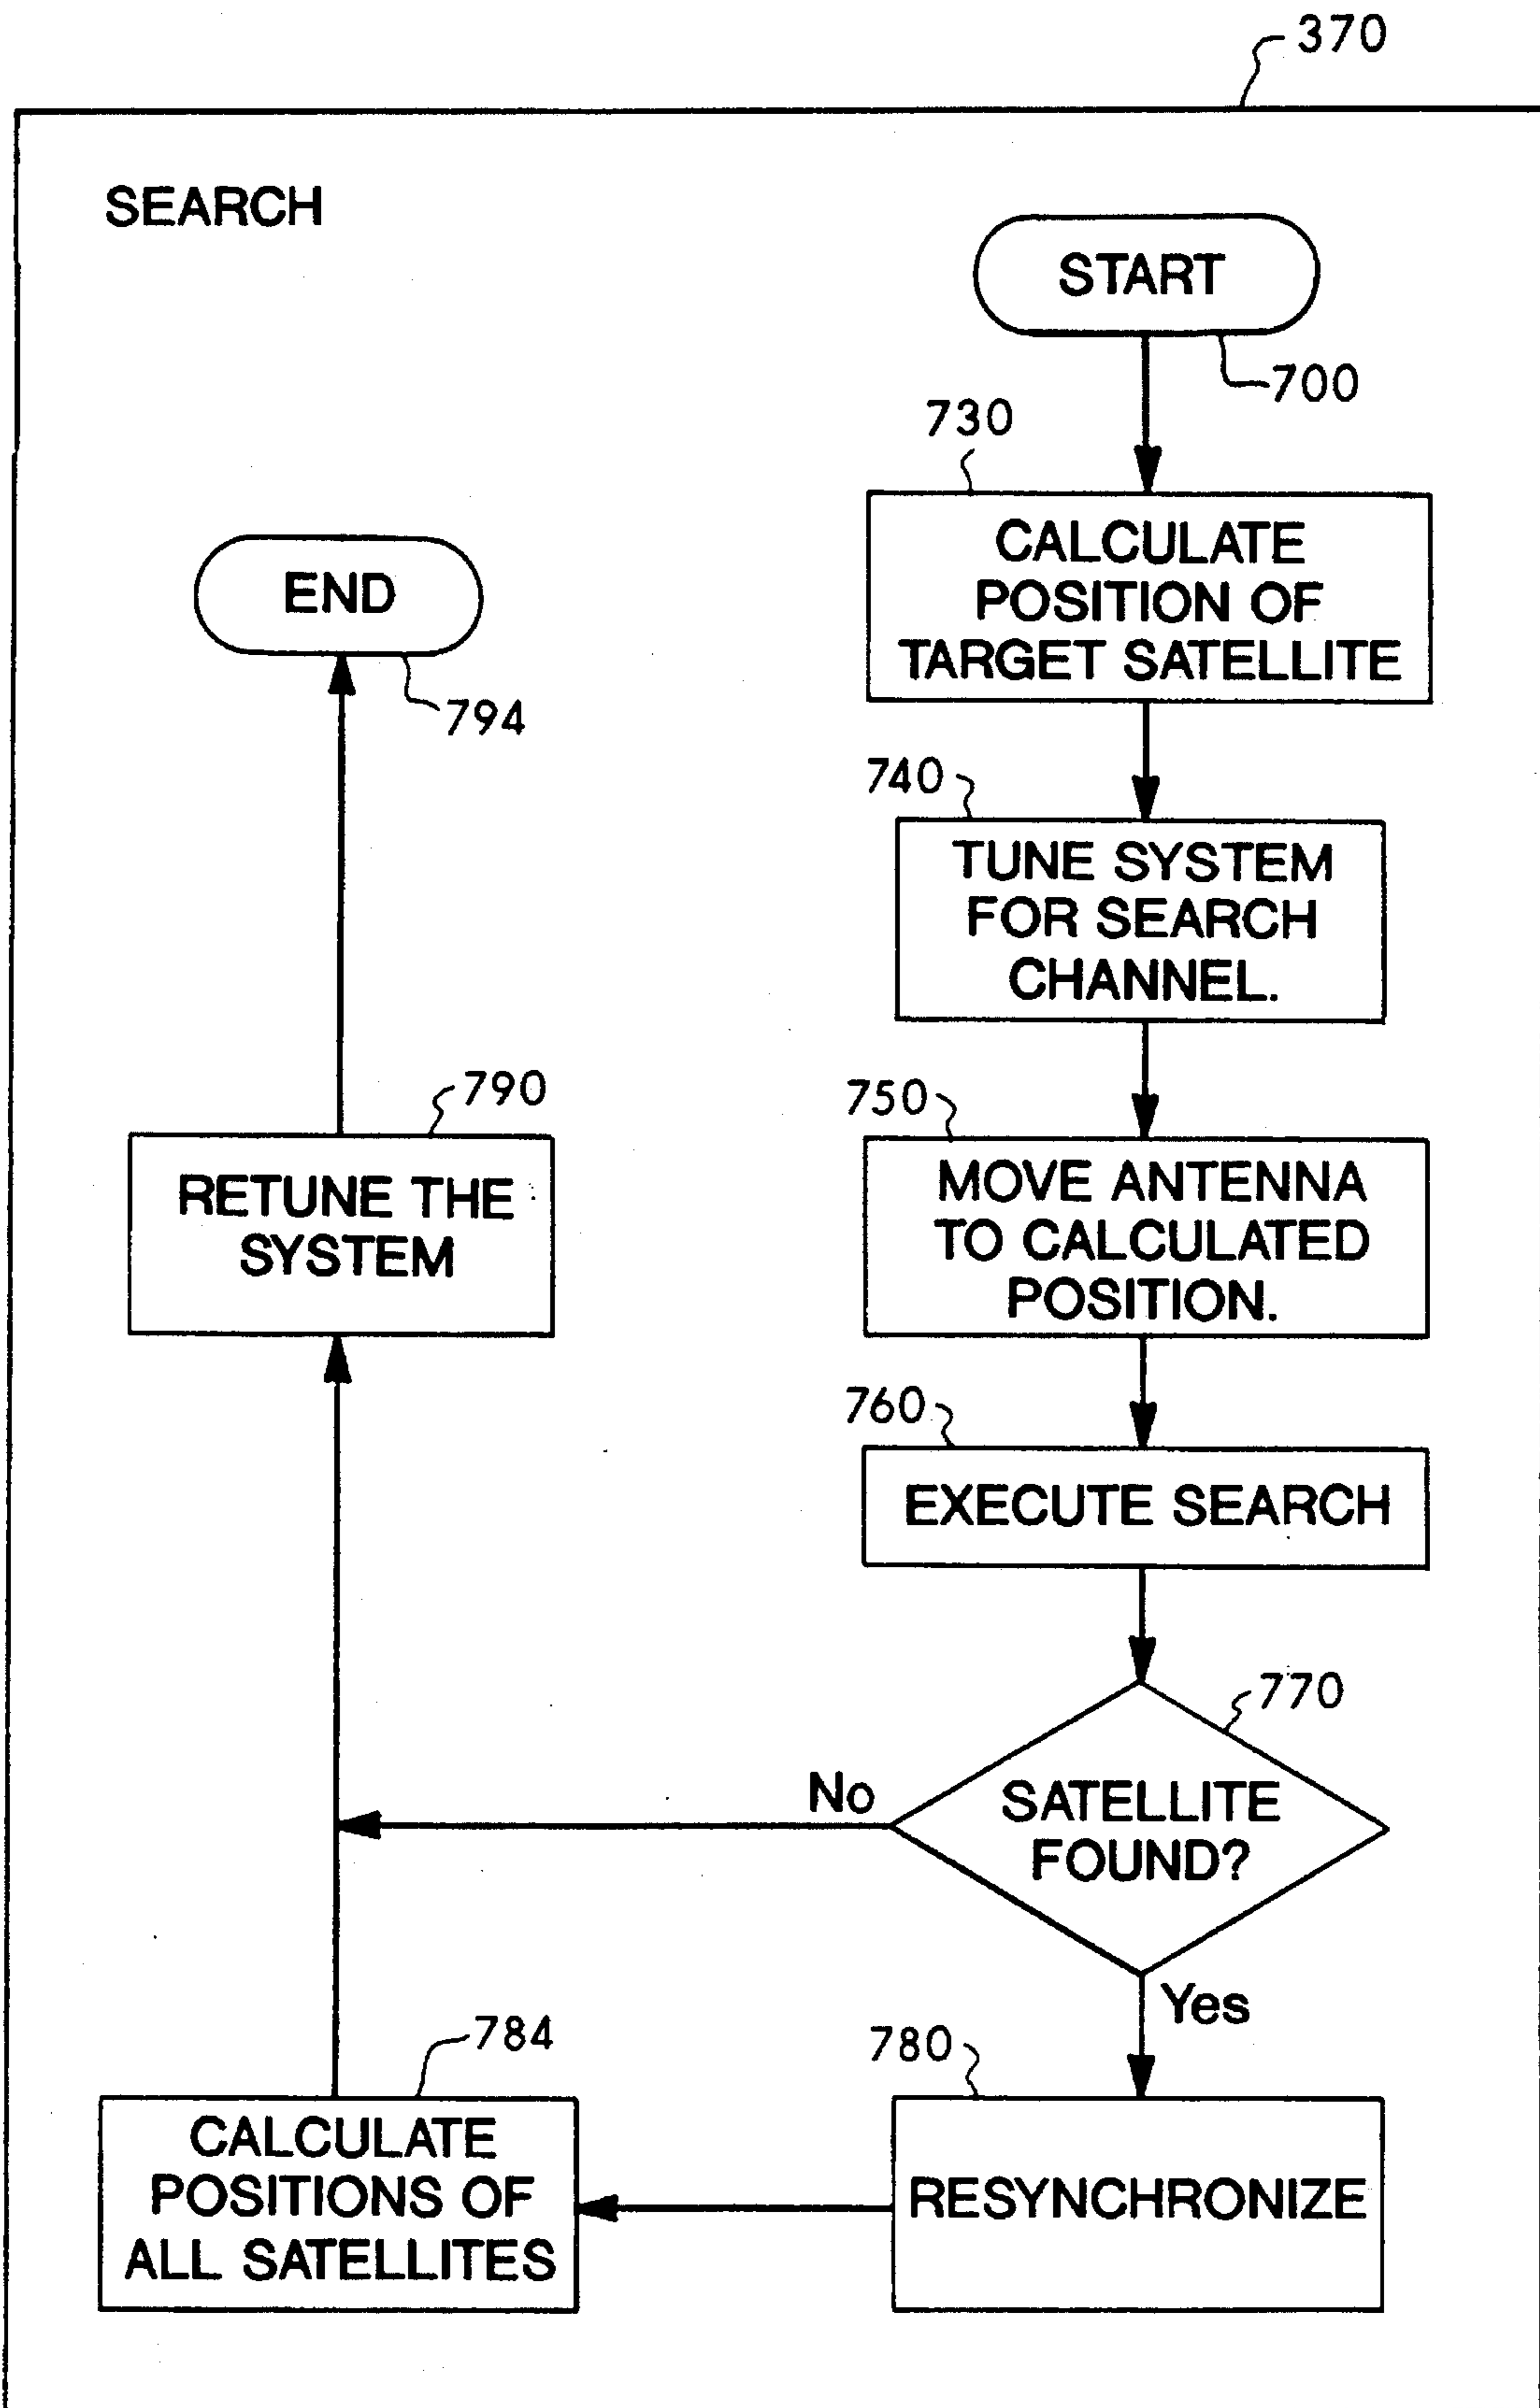 370
SEARCH
START
700
730
CALCULATE
POSITION OF
TARGET SATELLITE
END
794
740
TUNE SYSTEM
FOR SEARCH
CHANNEL.
750
MOVE ANTENNA
TO CALCULATED
POSITION.
790
RETUNE THE
SYSTEM
760
EXECUTE SEARCH
770
SATELLITE
FOUND?
No
Yes
780
RESYNCHRONIZE
784
CALCULATE
POSITIONS OF
ALL SATELLITES